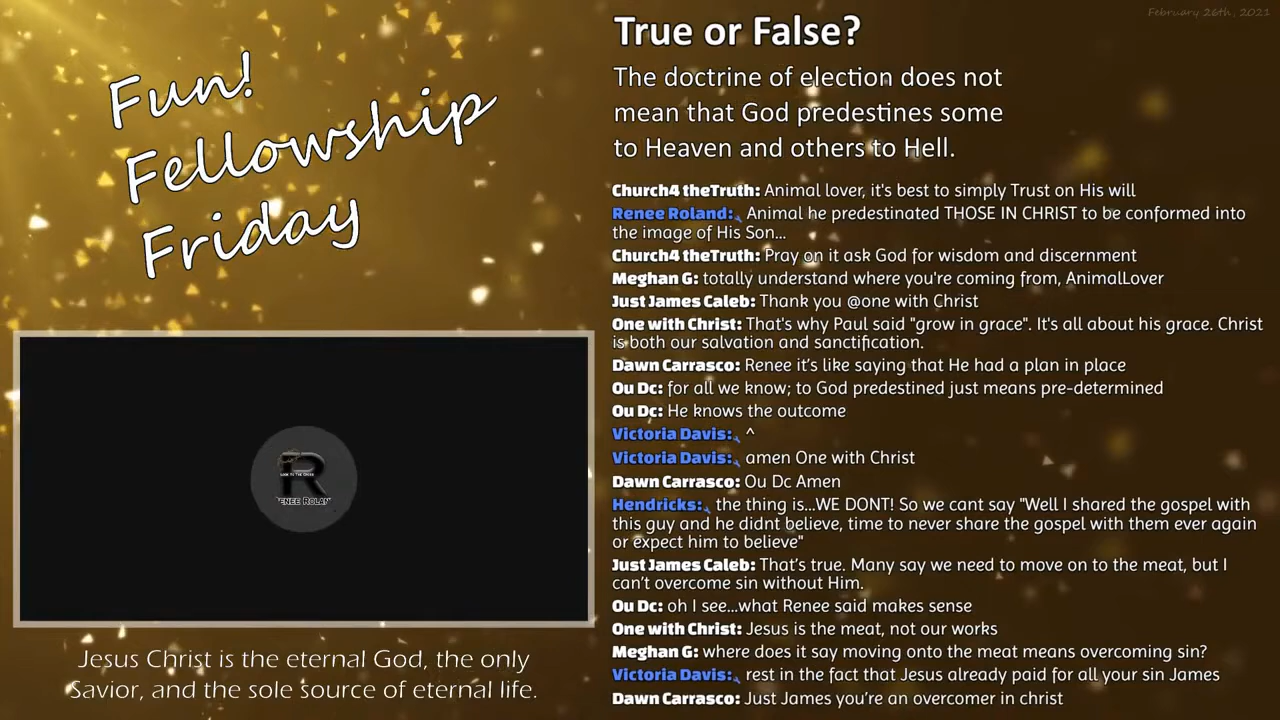 February 26th, 2021
Fun!
Fellowship
Friday
True or False?
The doctrine of election does not
mean that God predestines some
to Heaven and others to Hell.
Church4 theTruth: Animal lover, it's best to simply Trust on His will
Renee Roland: Animal he predestinated THOSE IN CHRIST to be conformed into
the image of His Son...
Church4 theTruth: Pray on it ask God for wisdom and discernment
Meghan G: totally understand where you're coming from, AnimalLover
Just James Caleb: Thank you @one with Christ
One with Christ: That's why Paul said "grow in grace". It's all about his grace. Christ
is both our salvation and sanctification.
Dawn Carrasco: Renee it’s like saying that He had a plan in place
Ou Dc: for all we know; to God predestined just means pre-determined
Ou Dc: He knows the outcome
Victoria Davis: ^
Victoria Davis: amen One with Christ
Dawn Carrasco: Ou Dc Amen
Hendricks: the thing is...WE DONT! So we cant say "Well I shared the gospel with
this guy and he didnt believe, time to never share the gospel with them ever again
or expect him to believe"
Just James Caleb: That’s true. Many say we need to move on to the meat, but I
can’t overcome sin without Him.
Ou Dc: oh I see...what Renee said makes sense
One with Christ: Jesus is the meat, not our works
Meghan G: where does it say moving onto the meat means overcoming sin?
Victoria Davis: rest in the fact that Jesus already paid for all your sin James
Dawn Carrasco: Just James you’re an overcomer in christ
R
LOOK TO THE CROSS
RENEE ROLAND
Jesus Christ is the eternal God, the only
Savior, and the sole source of eternal life.